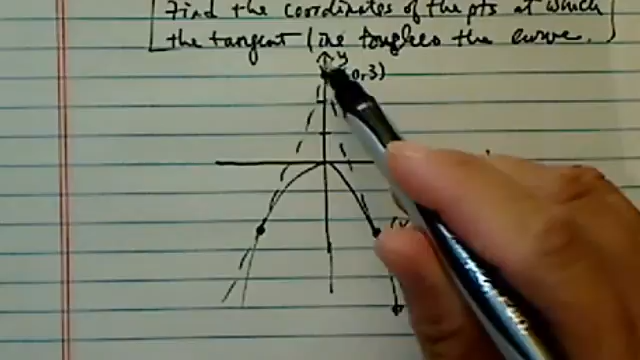 Find the coordinates of the pts at which
the tangent line touches the curve.
y
0,3)